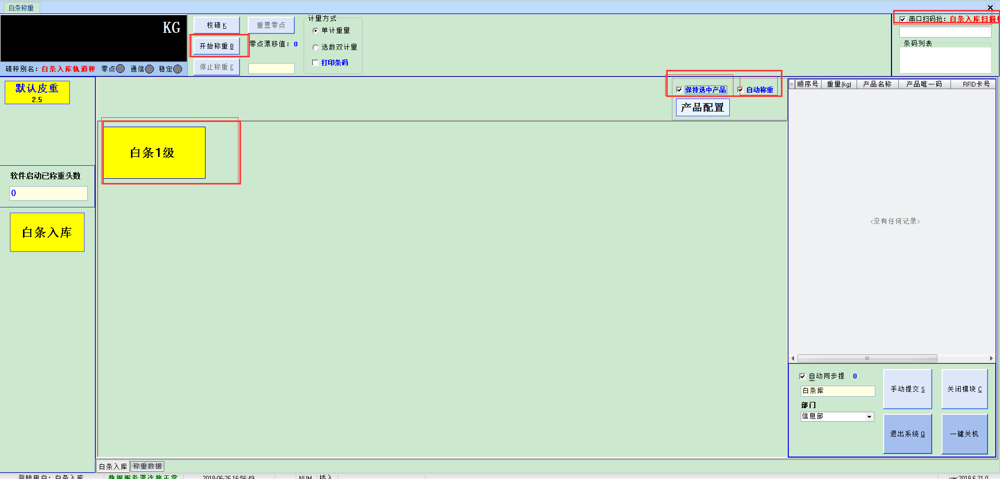 白条称重
KG
磅秤别名：白条入库轨道秤 零点 通信 稳定
校磅 K
重置零点
开始称重 B
零点漂移值： 0
停止称重 E
计量方式
单计重量
选数双计量
打印条码
串口扫码抢：白条入库扫描
条码列表
默认皮重
2.5
保持选中产品
自动称重
产品配置
顺序号 重量(kg) 产品名称 产品唯一码 RFID卡号
白条1级
软件启动已称重头数
0
白条入库
<没有任何记录>
自动同步提 0
白条库
部门
信息部
手动提交 S
关闭模块 C
退出系统 Q
一键关机
白条入库 称重数据
登陆用户：白条入库 数据服务器连接正常 2018-06-26 16:56:49 NUM 插入 ver:2018.6.21.0